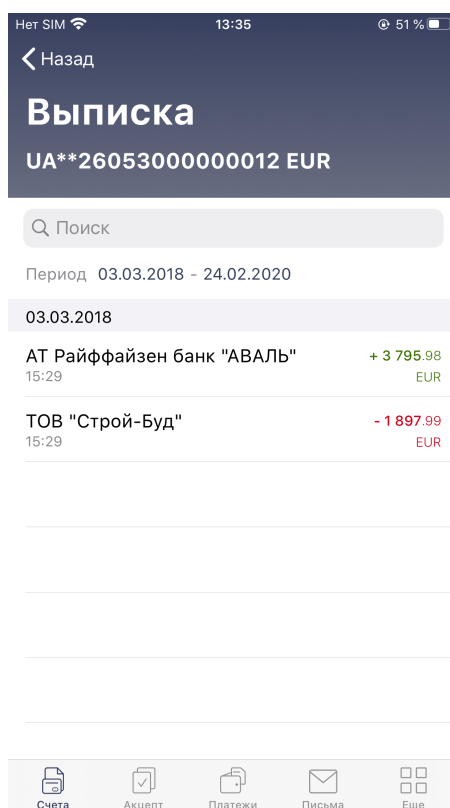 Нет SIM 13:35 51 %
Назад
Выписка
UA**26053000000012 EUR
Поиск
Период 03.03.2018 - 24.02.2020
03.03.2018
АТ Райффайзен банк "АВАЛЬ" + 3 795.98
15:29 EUR
ТОВ "Строй-Буд" - 1 897.99
15:29 EUR
Счета Акцепт Платежи Письма Еще